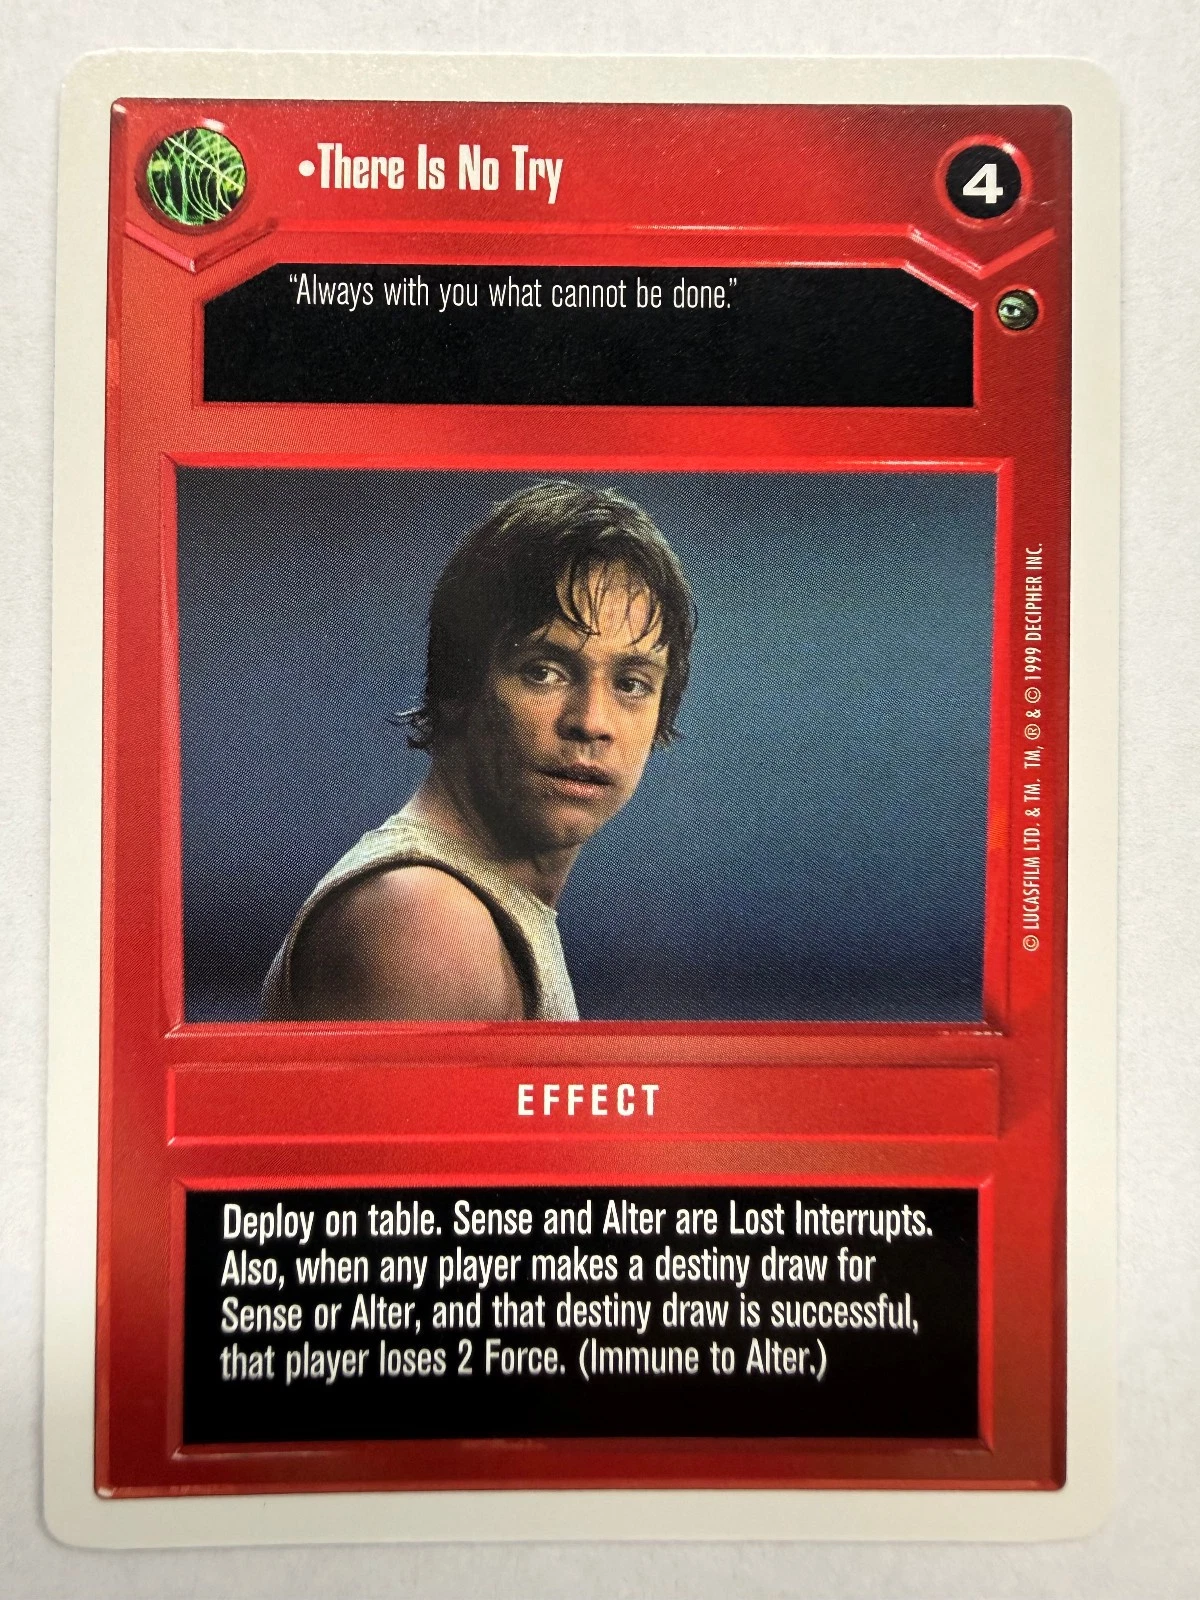 •There Is No Try
4
“Always with you what cannot be done.”
© LUCASFILM LTD. & TM. TM, ® & © 1999 DECIPHER INC.
EFFECT
Deploy on table. Sense and Alter are Lost Interrupts.
Also, when any player makes a destiny draw for
Sense or Alter, and that destiny draw is successful,
that player loses 2 Force. (Immune to Alter.)